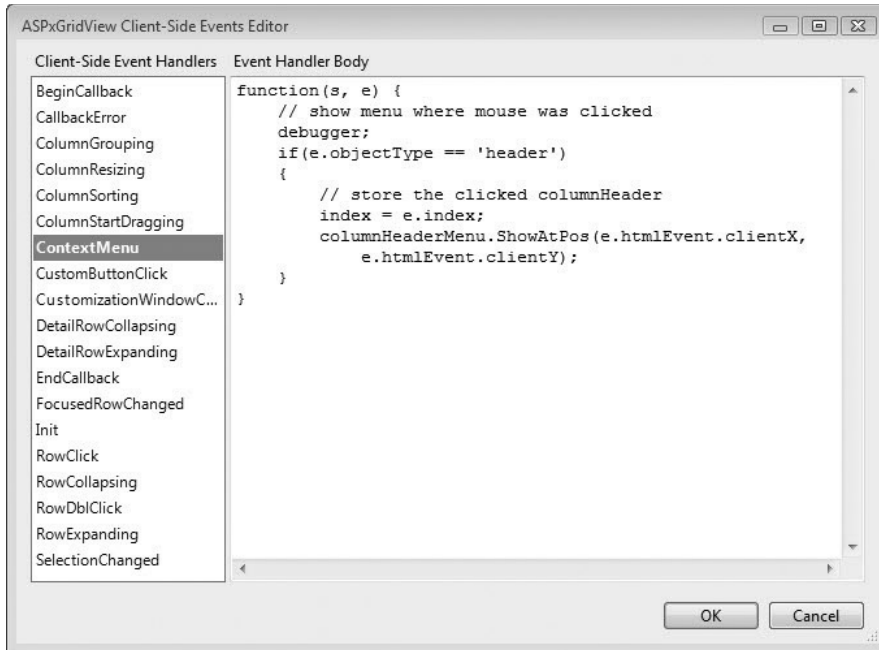 ASPxGridView Client-Side Events Editor
Client-Side Event Handlers Event Handler Body
BeginCallback
CallbackError
ColumnGrouping
ColumnResizing
ColumnSorting
ColumnStartDragging
ContextMenu
CustomButtonClick
CustomizationWindowC...
DetailRowCollapsing
DetailRowExpanding
EndCallback
FocusedRowChanged
Init
RowClick
RowCollapsing
RowDblClick
RowExpanding
SelectionChanged
function(s, e) {
    // show menu where mouse was clicked
    debugger;
    if(e.objectType == 'header')
    {
        // store the clicked columnHeader
        index = e.index;
        columnHeaderMenu.ShowAtPos(e.htmlEvent.clientX,
            e.htmlEvent.clientY);
    }
}
OK Cancel